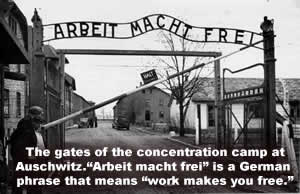 ARBEIT MACHT FREI
HALT
The gates of the concentration camp at
Auschwitz.“Arbeit macht frei” is a German
phrase that means “work makes you free.”